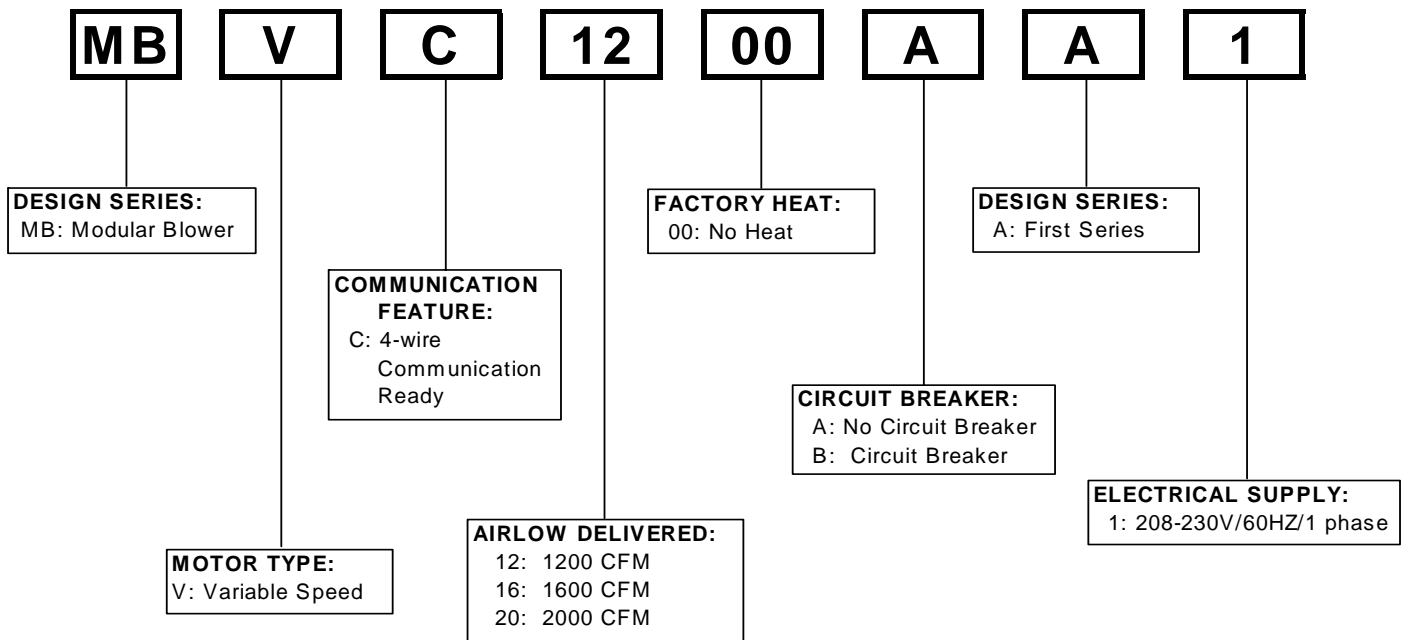 MB V C 12 00 A A 1
DESIGN SERIES:
MB: Modular Blower
MOTOR TYPE:
V: Variable Speed
COMMUNICATION
FEATURE:
C: 4-wire
Communication
Ready
AIRLOW DELIVERED:
12: 1200 CFM
16: 1600 CFM
20: 2000 CFM
FACTORY HEAT:
00: No Heat
CIRCUIT BREAKER:
A: No Circuit Breaker
B: Circuit Breaker
DESIGN SERIES:
A: First Series
ELECTRICAL SUPPLY:
1: 208-230V/60HZ/1 phase